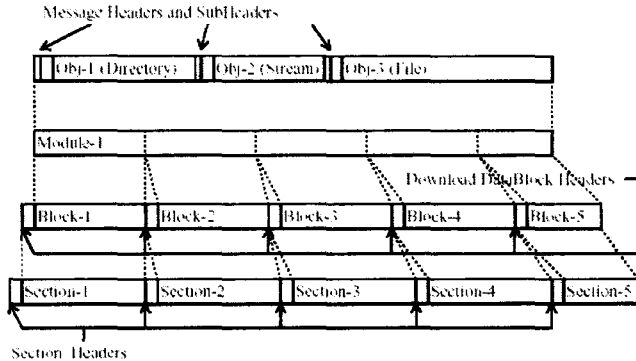 Message Headers and SubHeaders
Obj-1 (Directory) Obj-2 (Stream) Obj-3 (File)
Module-1
Download DataBlock Headers
Block-1 Block-2 Block-3 Block-4 Block-5
Section-1 Section-2 Section-3 Section-4 Section-5
Section Headers